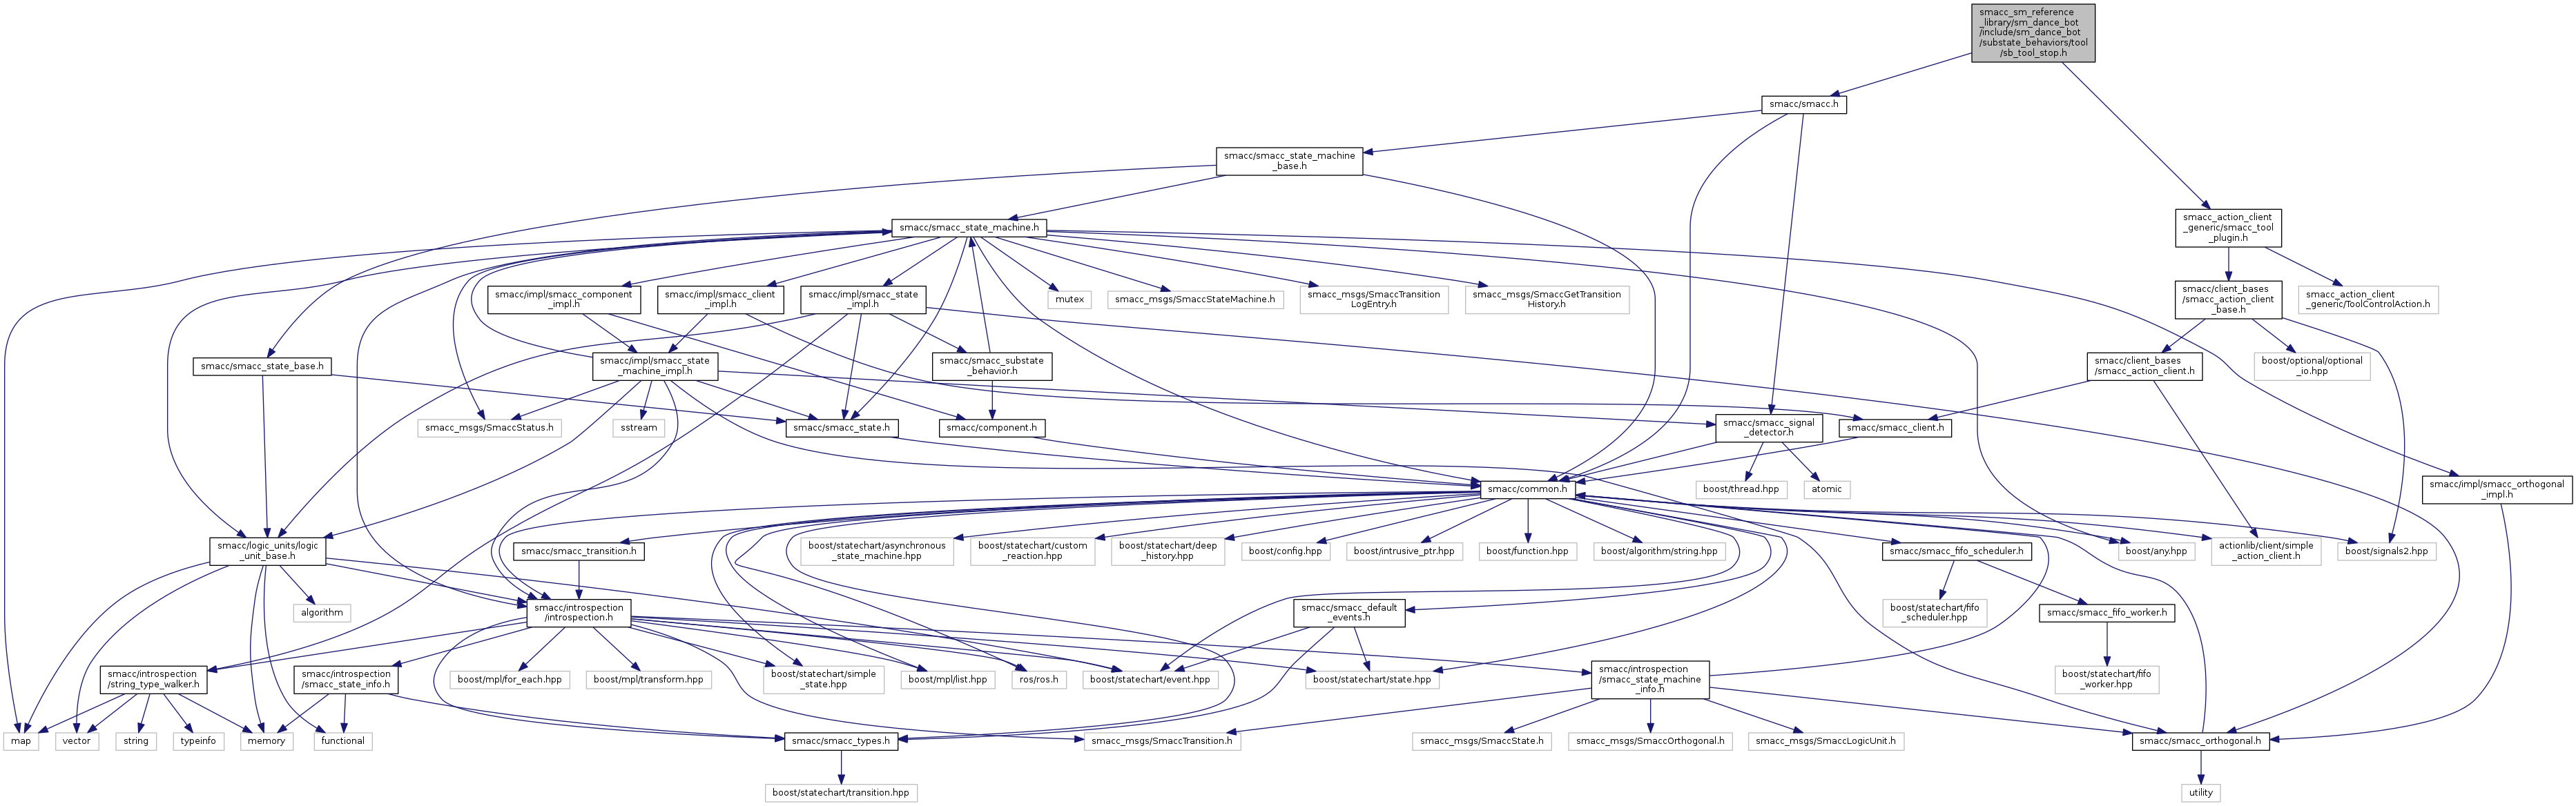 smacc_sm_reference
_library/sm_dance_bot
/include/sm_dance_bot
/substate_behaviors/tool
/sb_tool_stop.h
smacc/smacc.h
smacc/smacc_state_machine
_base.h
smacc_action_client
_generic/smacc_tool
_plugin.h
smacc/smacc_state_machine.h
smacc/impl/smacc_component
_impl.h
smacc/impl/smacc_client
_impl.h
smacc/impl/smacc_state
_impl.h
mutex
smacc_msgs/SmaccStateMachine.h
smacc_msgs/SmaccTransition
LogEntry.h
smacc_msgs/SmaccGetTransition
History.h
smacc/client_bases
/smacc_action_client
_base.h
smacc_action_client
_generic/ToolControlAction.h
smacc/smacc_state_base.h
smacc/impl/smacc_state
_machine_impl.h
smacc/smacc_substate
_behavior.h
smacc/client_bases
/smacc_action_client.h
boost/optional/optional
_io.hpp
smacc_msgs/SmaccStatus.h
sstream
smacc/smacc_state.h
smacc/component.h
smacc/smacc_signal
_detector.h
smacc/smacc_client.h
smacc/common.h
boost/thread.hpp
atomic
smacc/impl/smacc_orthogonal
_impl.h
smacc/logic_units/logic
_unit_base.h
smacc/smacc_transition.h
boost/statechart/asynchronous
_state_machine.hpp
boost/statechart/custom
_reaction.hpp
boost/statechart/deep
_history.hpp
boost/config.hpp
boost/intrusive_ptr.hpp
boost/function.hpp
boost/algorithm/string.hpp
smacc/smacc_fifo_scheduler.h
boost/any.hpp
actionlib/client/simple
_action_client.h
boost/signals2.hpp
algorithm
smacc/introspection
/introspection.h
smacc/smacc_default
_events.h
boost/statechart/fifo
_scheduler.hpp
smacc/smacc_fifo_worker.h
smacc/introspection
/string_type_walker.h
smacc/introspection
/smacc_state_info.h
boost/mpl/for_each.hpp
boost/mpl/transform.hpp
boost/statechart/simple
_state.hpp
boost/mpl/list.hpp
ros/ros.h
boost/statechart/event.hpp
boost/statechart/state.hpp
smacc/introspection
/smacc_state_machine
_info.h
boost/statechart/fifo
_worker.hpp
map
vector
string
typeinfo
memory
functional
smacc/smacc_types.h
smacc_msgs/SmaccTransition.h
smacc_msgs/SmaccState.h
smacc_msgs/SmaccOrthogonal.h
smacc_msgs/SmaccLogicUnit.h
smacc/smacc_orthogonal.h
boost/statechart/transition.hpp
utility